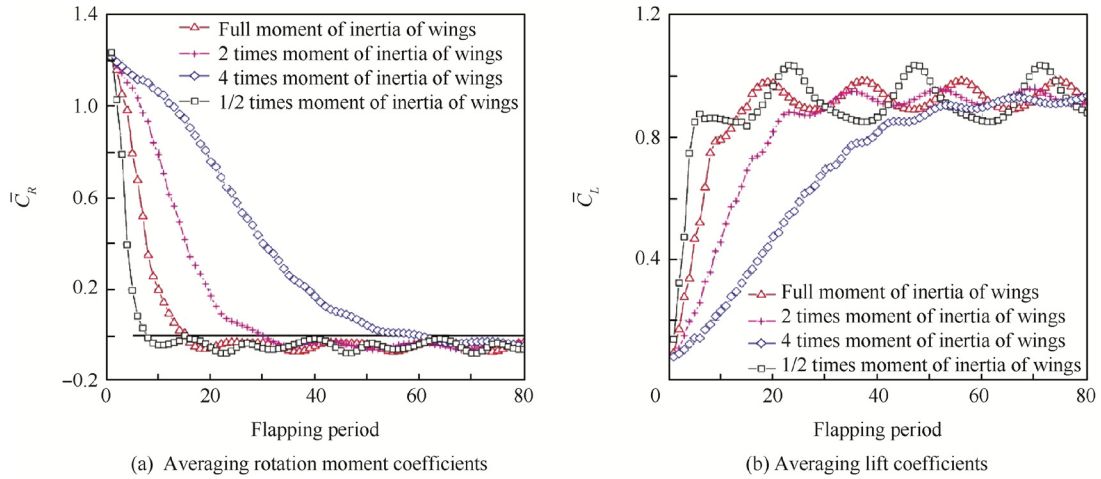 1.4
1.0
0.6
0.2
−0.2
C̄_R
Full moment of inertia of wings
2 times moment of inertia of wings
4 times moment of inertia of wings
1/2 times moment of inertia of wings
0
20
40
60
80
Flapping period
(a) Averaging rotation moment coefficients
1.2
0.8
0.4
C̄_L
Full moment of inertia of wings
2 times moment of inertia of wings
4 times moment of inertia of wings
1/2 times moment of inertia of wings
0
20
40
60
80
Flapping period
(b) Averaging lift coefficients